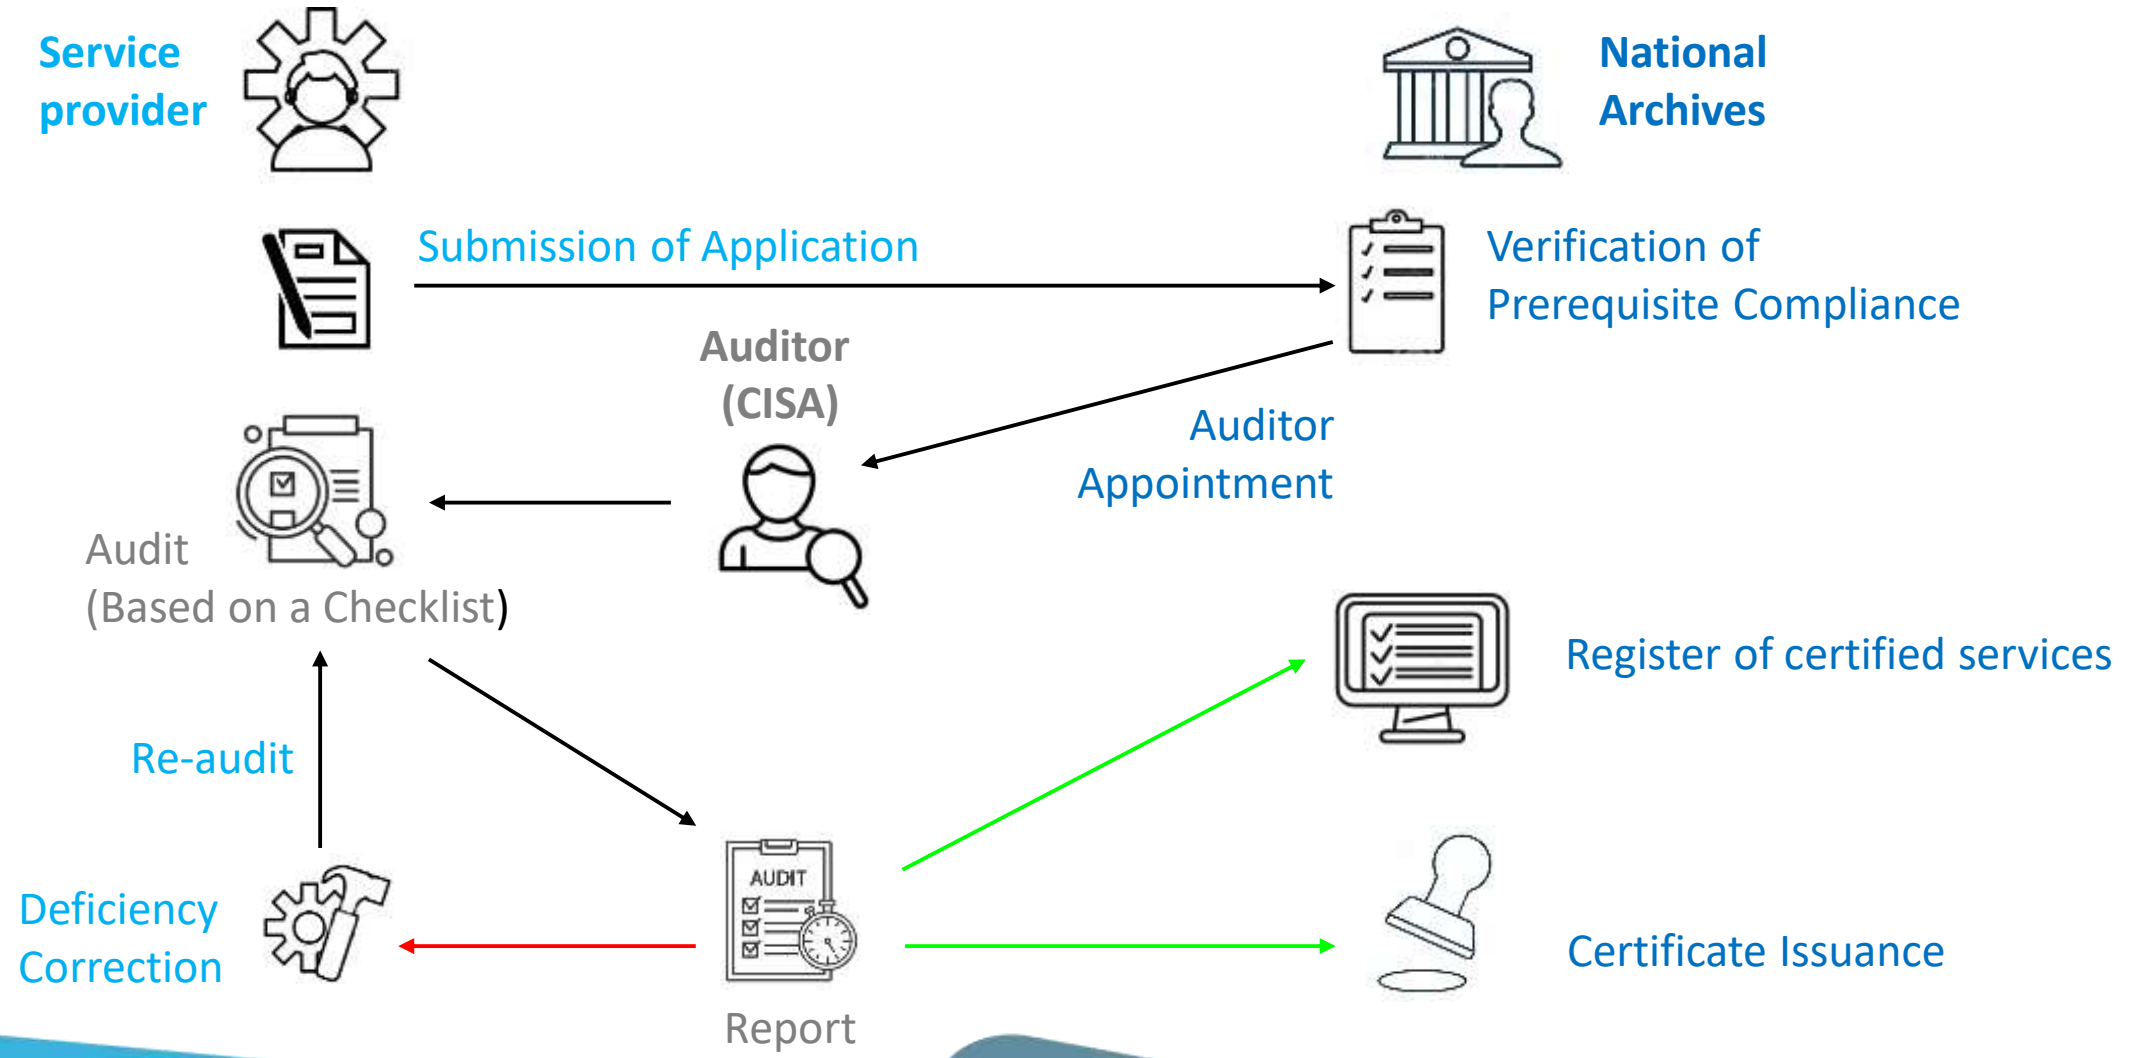 Service
provider
National
Archives
Submission of Application
Verification of
Prerequisite Compliance
Auditor
(CISA)
Auditor
Appointment
Audit
(Based on a Checklist)
Register of certified services
Re-audit
AUDIT
Deficiency
Correction
Certificate Issuance
Report